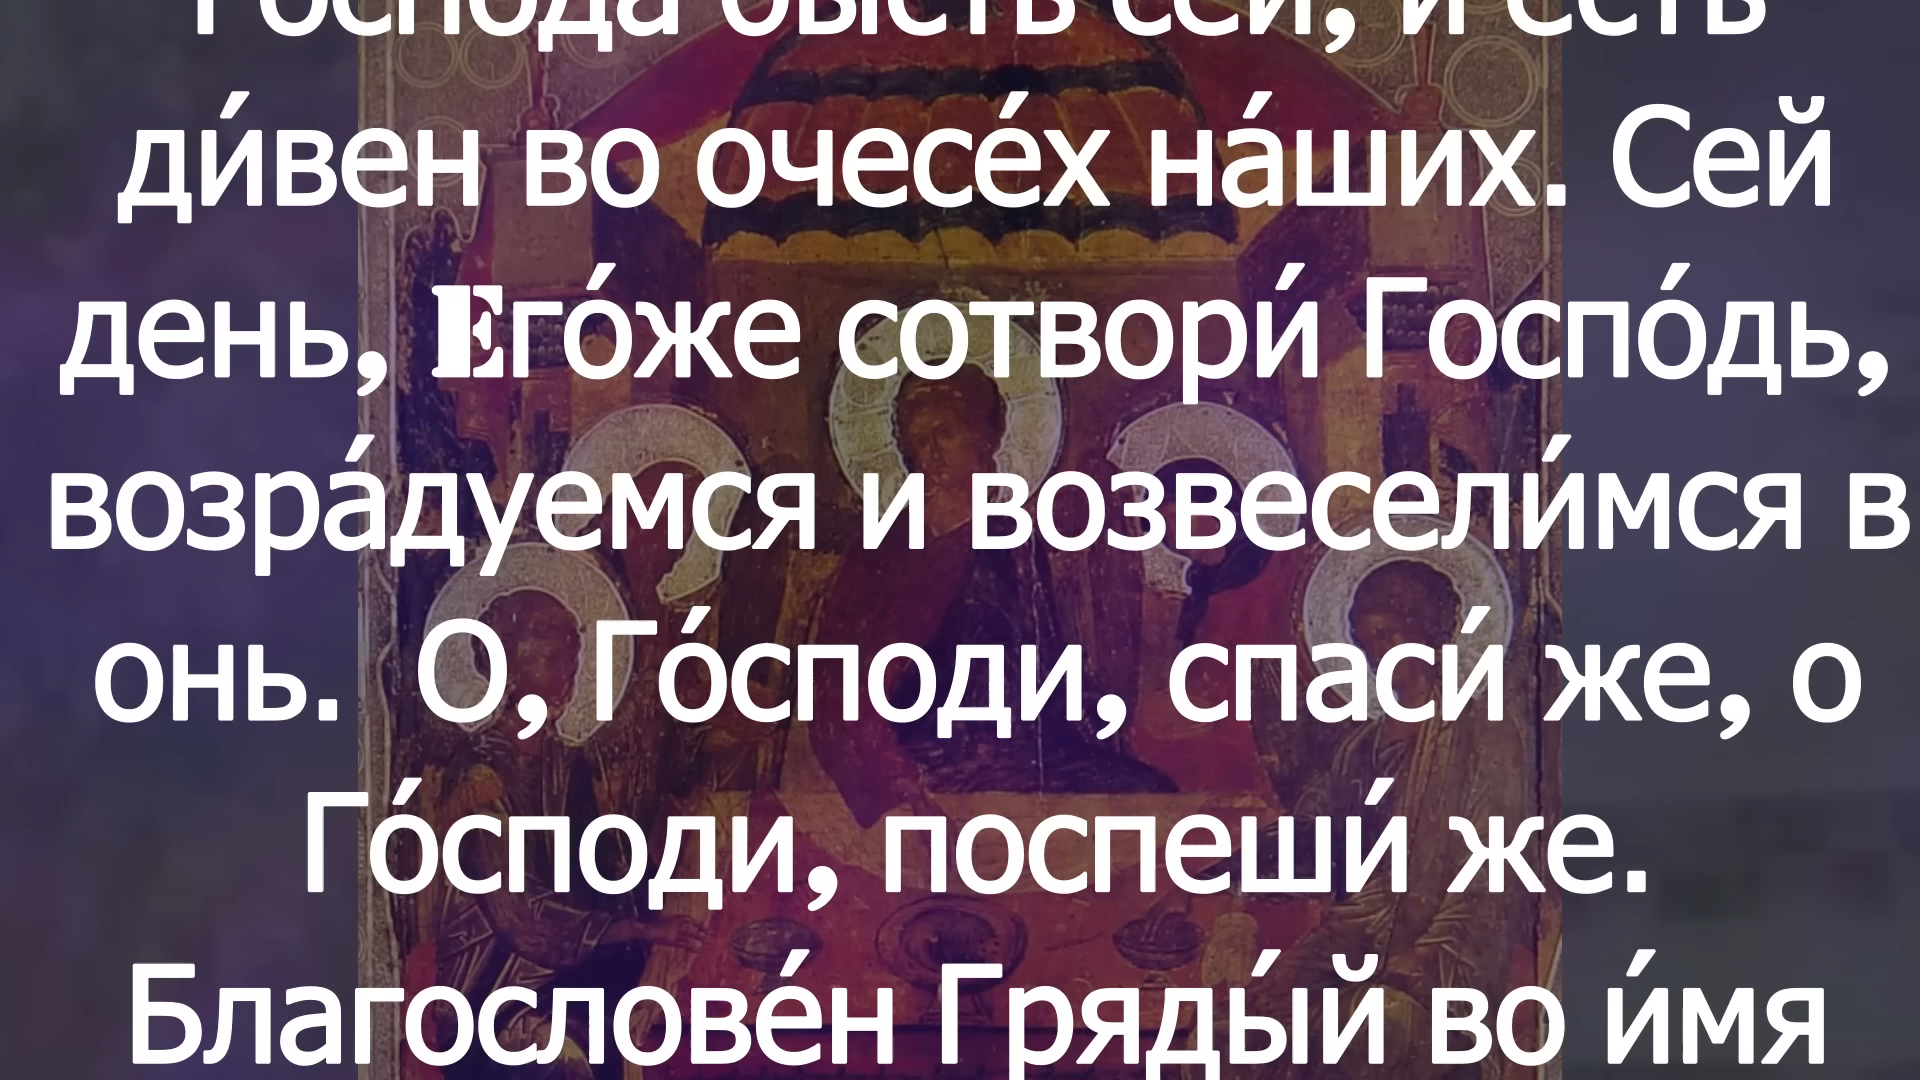 Господа бысть сей, и есть
ди́вен во очесе́х на́ших. Сей
день, Его́же сотвори́ Госпо́дь,
возра́дуемся и возвесели́мся в
онь. О, Го́споди, спаси́ же, о
Го́споди, поспеши́ же.
Благослове́н Гряды́й во и́мя